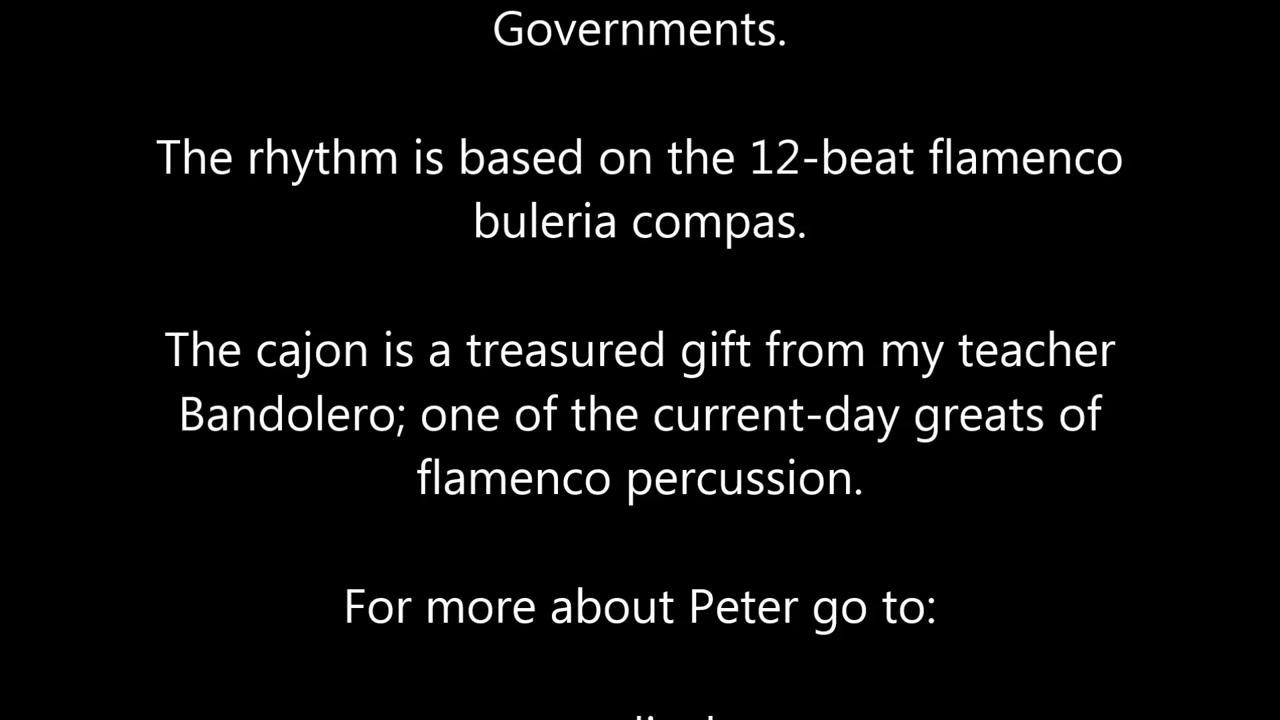 Governments.
The rhythm is based on the 12-beat flamenco
buleria compas.
The cajon is a treasured gift from my teacher
Bandolero; one of the current-day greats of
flamenco percussion.
For more about Peter go to: